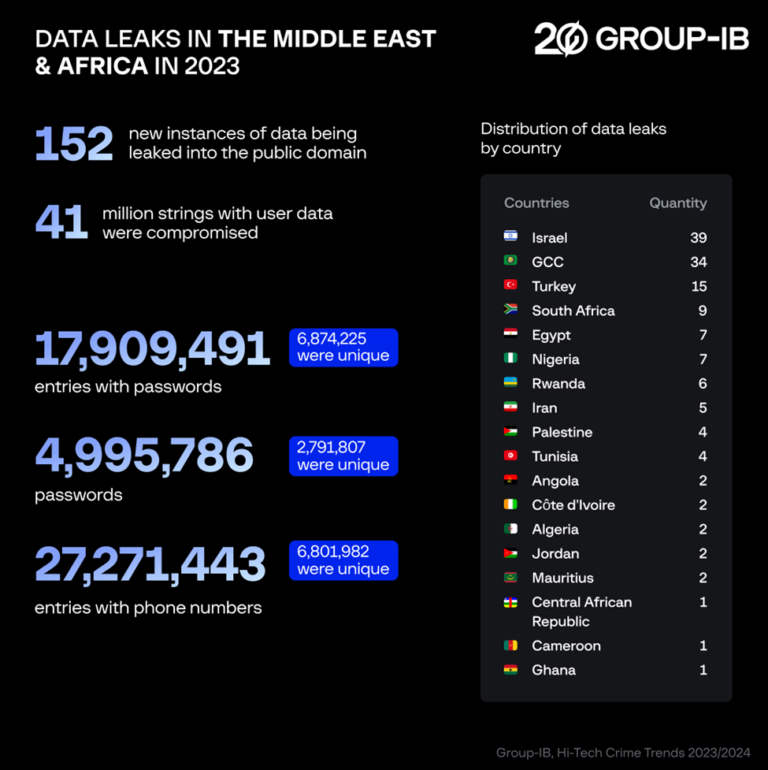 DATA LEAKS IN THE MIDDLE EAST
& AFRICA IN 2023
20 GROUP-IB
152 new instances of data being
leaked into the public domain
41 million strings with user data
were compromised
17,909,491
6,874,225
were unique
entries with passwords
4,995,786
2,791,807
were unique
passwords
27,271,443
6,801,982
were unique
entries with phone numbers
Distribution of data leaks
by country
Countries Quantity
Israel 39
GCC 34
Turkey 15
South Africa 9
Egypt 7
Nigeria 7
Rwanda 6
Iran 5
Palestine 4
Tunisia 4
Angola 2
Côte d'Ivoire 2
Algeria 2
Jordan 2
Mauritius 2
Central African 1
Republic
Cameroon 1
Ghana 1
Group-IB, Hi-Tech Crime Trends 2023/2024